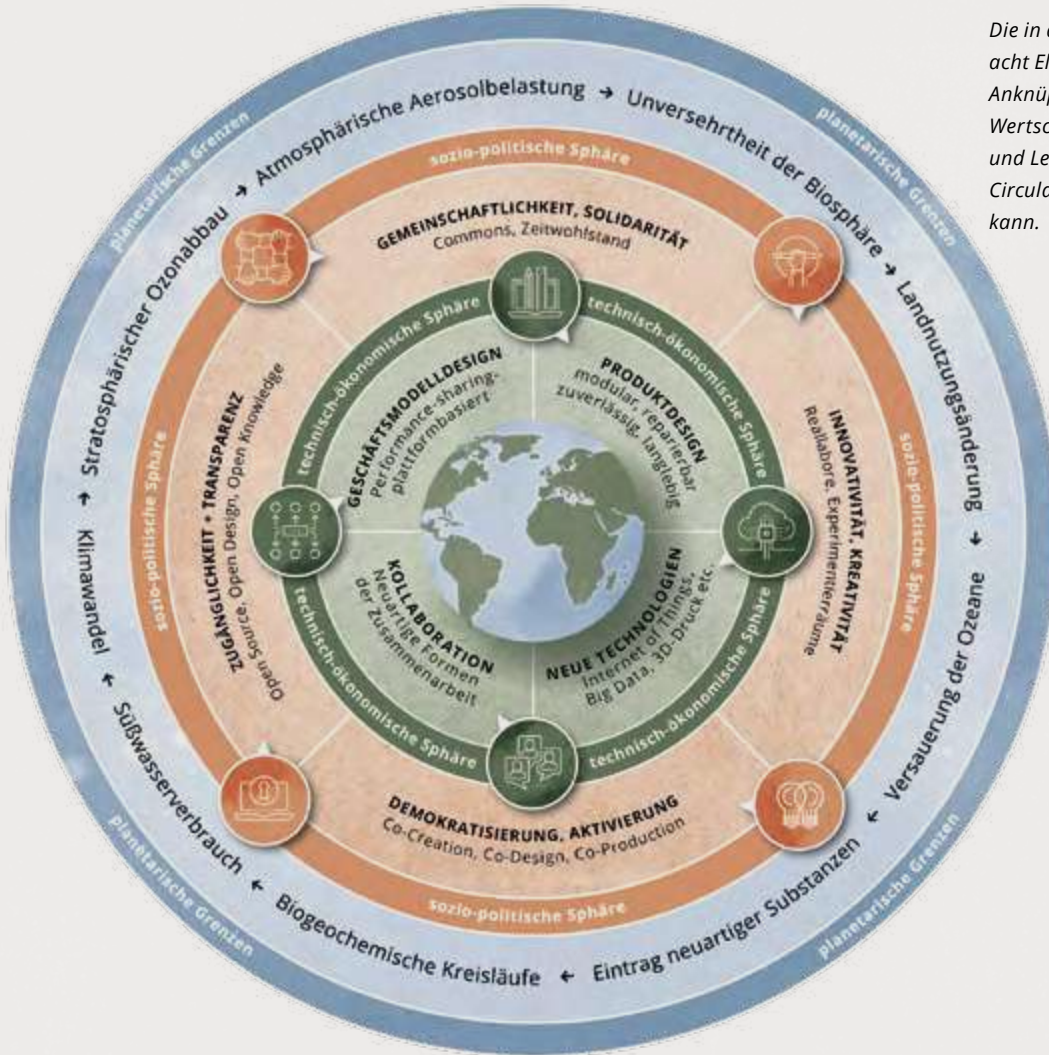 Die in
acht
Wertsc
und Le
kann.
planetarische Grenzen
planetarische Grenzen
planetarische Grenzen
planetarische Grenzen
Atmosphärische Aerosolbelastung → Unversehrtheit der Biosphäre → Landnutzungsänderung →
Versauerung der Ozeane ← Eintrag neuartiger Substanzen ← Biogeochemische Kreisläufe ←
Süßwasserverbrauch ← Klimawandel → Stratosphärischer Ozonabbau →
sozio-politische Sphäre
sozio-politische Sphäre
sozio-politische Sphäre
sozio-politische Sphäre
GEMEINSCHAFTLICHKEIT, SOLIDARITÄT
Commons, Zeitwohlstand
INNOVATIVITÄT, KREATIVITÄT
Reallabore, Experimentierräume
DEMOKRATISIERUNG, AKTIVIERUNG
Co-Creation, Co-Design, Co-Production
ZUGÄNGLICHKEIT + TRANSPARENZ
Open Source, Open Design, Open Knowledge
technisch-ökonomische Sphäre
technisch-ökonomische Sphäre
technisch-ökonomische Sphäre
technisch-ökonomische Sphäre
GESCHÄFTSMODELLDESIGN
Performance-sharing-
plattformbasiert
PRODUKTDESIGN
modular, reparierbar
zuverlässig, langlebig
NEUE TECHNOLOGIEN
Internet of Things,
Big Data, 3D-Druck etc.
KOLLABORATION
Neuartige Formen
der Zusammenarbeit